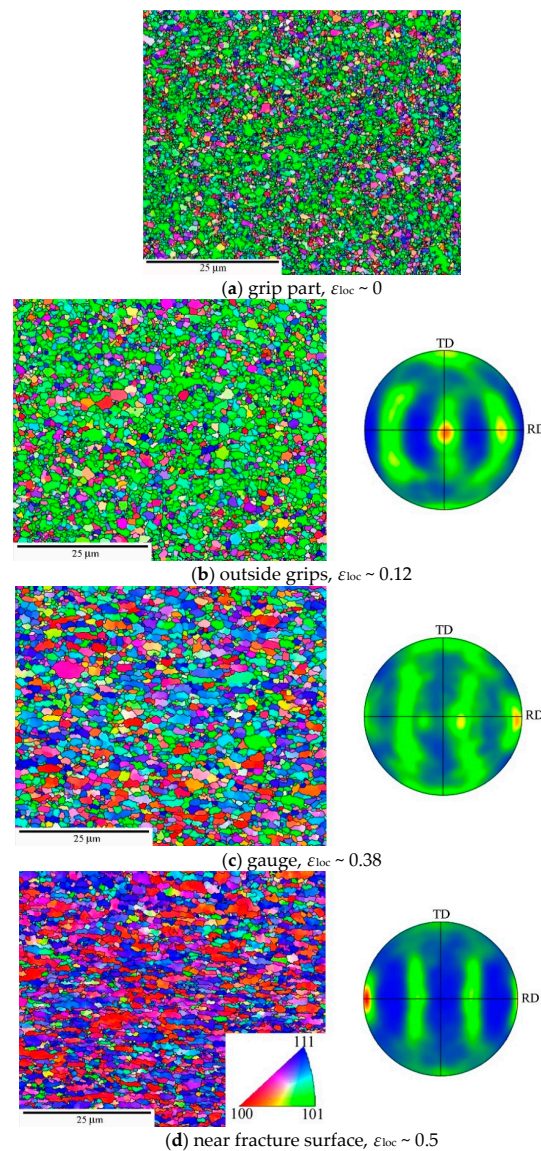 25 μm
(a) grip part, εloc ~ 0
TD
RD
25 μm
(b) outside grips, εloc ~ 0.12
TD
RD
25 μm
(c) gauge, εloc ~ 0.38
TD
RD
111
100 101
25 μm
(d) near fracture surface, εloc ~ 0.5